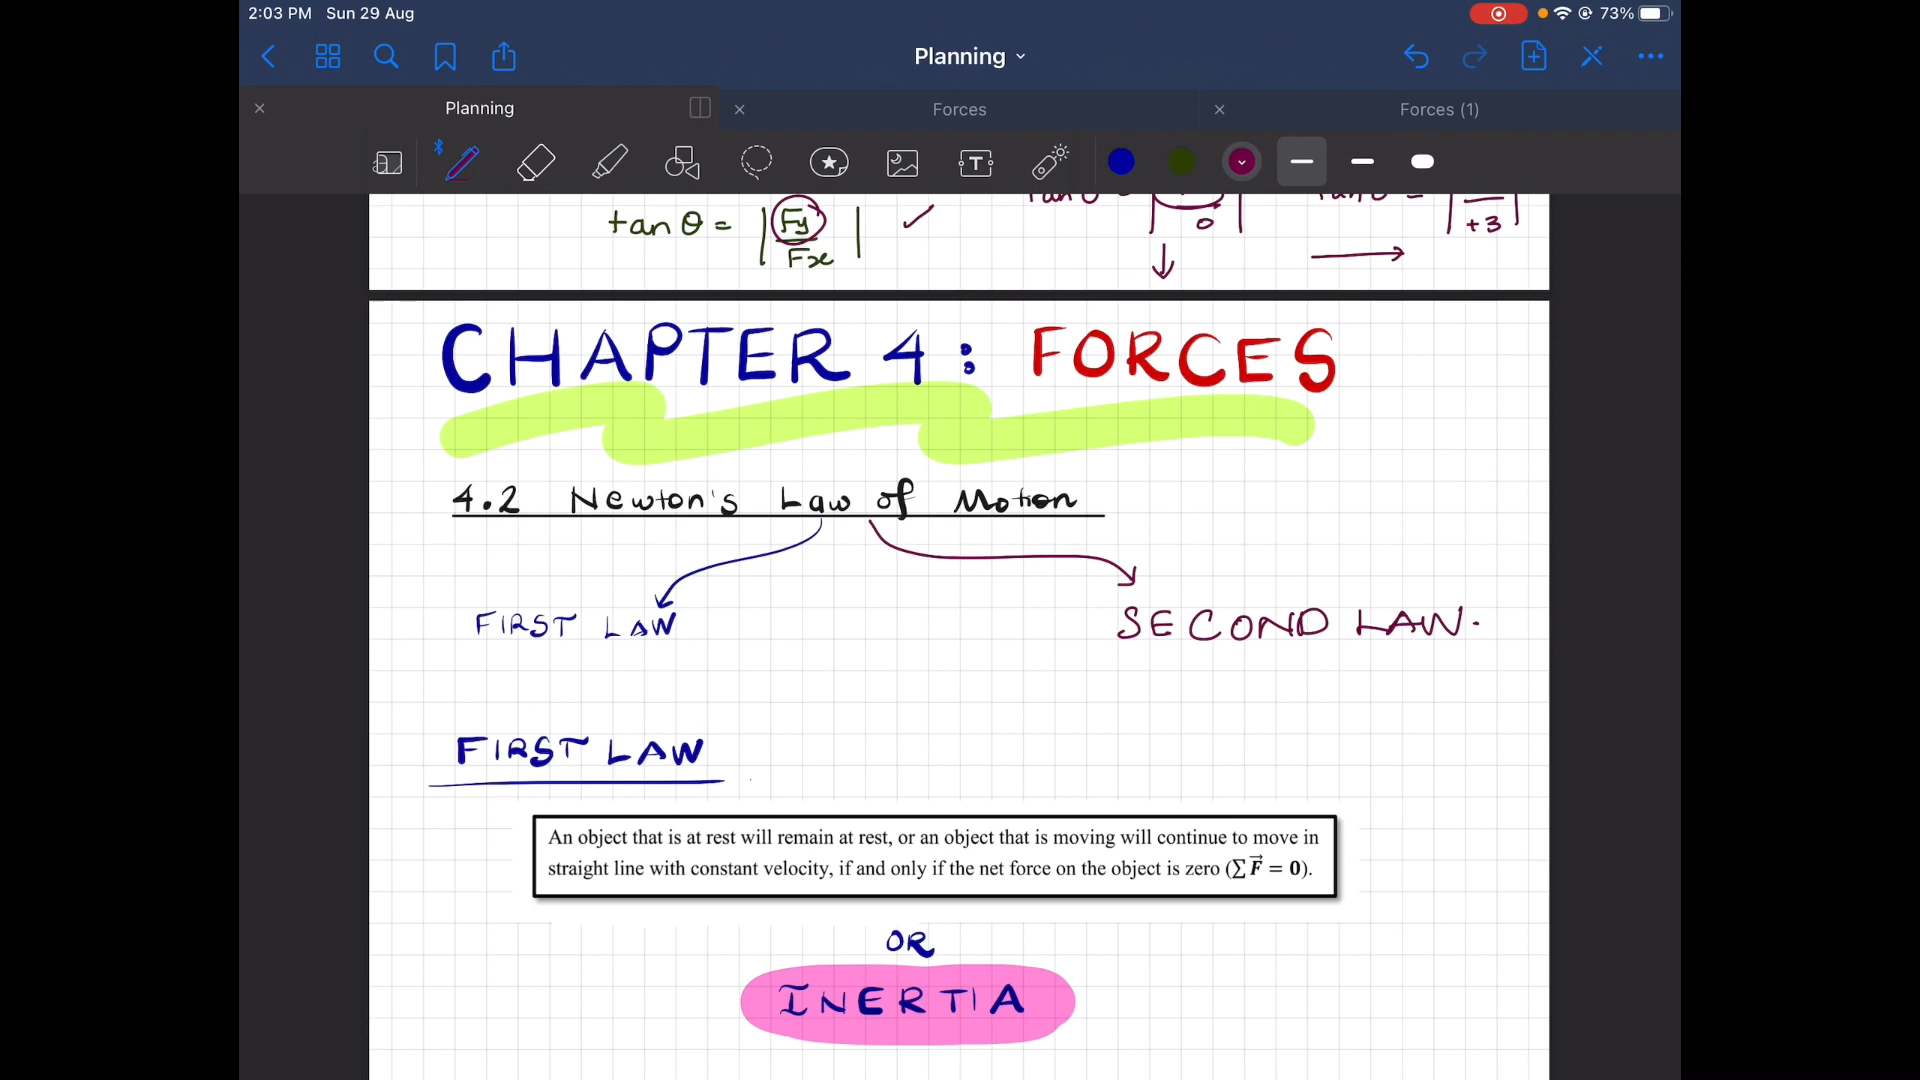 2:03 PM Sun 29 Aug
73%
Planning
Planning
Forces
Forces (1)
tan θ = |Fy/Fx|
0
+3
CHAPTER 4 : FORCES
4.2 Newton's Law of Motion
FIRST LAW
SECOND LAW.
FIRST LAW
An object that is at rest will remain at rest, or an object that is moving will continue to move in
straight line with constant velocity, if and only if the net force on the object is zero (∑F⃗ = 0).
OR
INERTIA